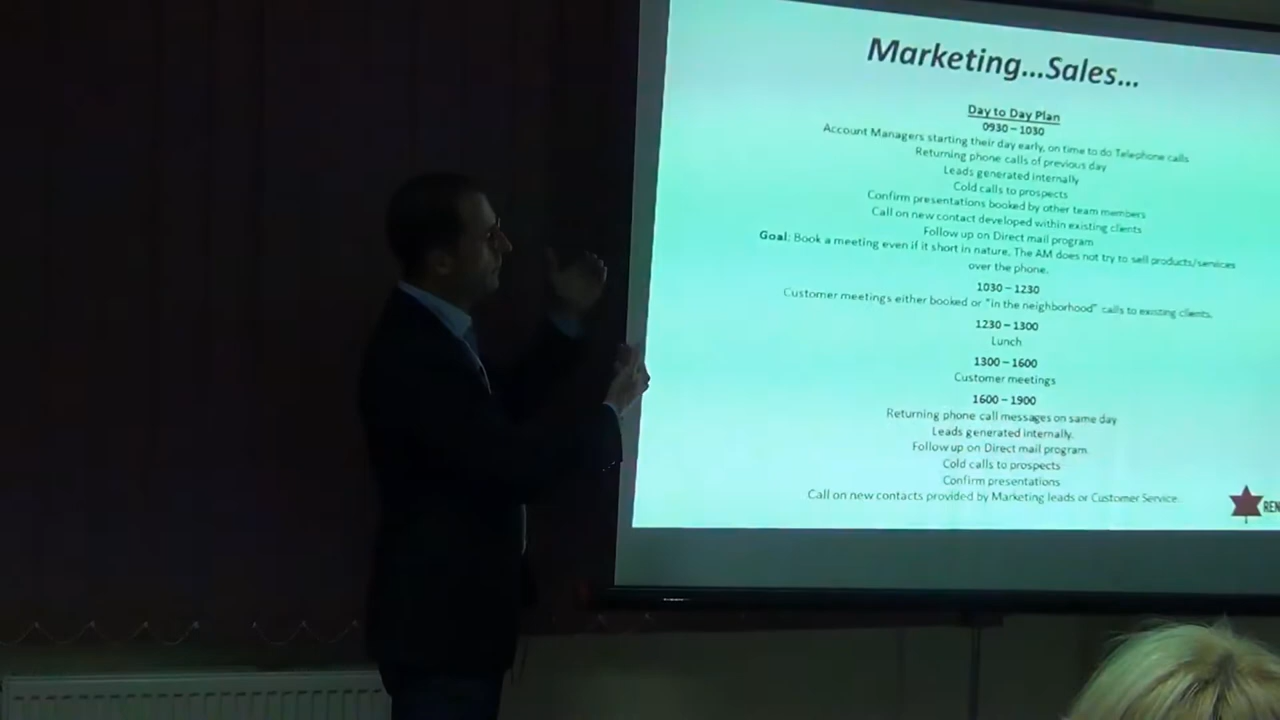 Marketing...Sales...
Day to Day Plan
0930 – 1030
Account Managers starting their day early, on time to do Telephone calls
Returning phone calls of previous day
Leads generated internally
Cold calls to prospects
Confirm presentations booked by other team members
Call on new contact developed within existing clients
Follow up on Direct mail program
Goal: Book a meeting even if it short in nature. The AM does not try to sell products/services
over the phone.
1030 – 1230
Customer meetings either booked or "in the neighborhood" calls to existing clients.
1230 – 1300
Lunch
1300 – 1600
Customer meetings
1600 – 1900
Returning phone call messages on same day
Leads generated internally.
Follow up on Direct mail program.
Cold calls to prospects
Confirm presentations
Call on new contacts provided by Marketing leads or Customer Service.
REN